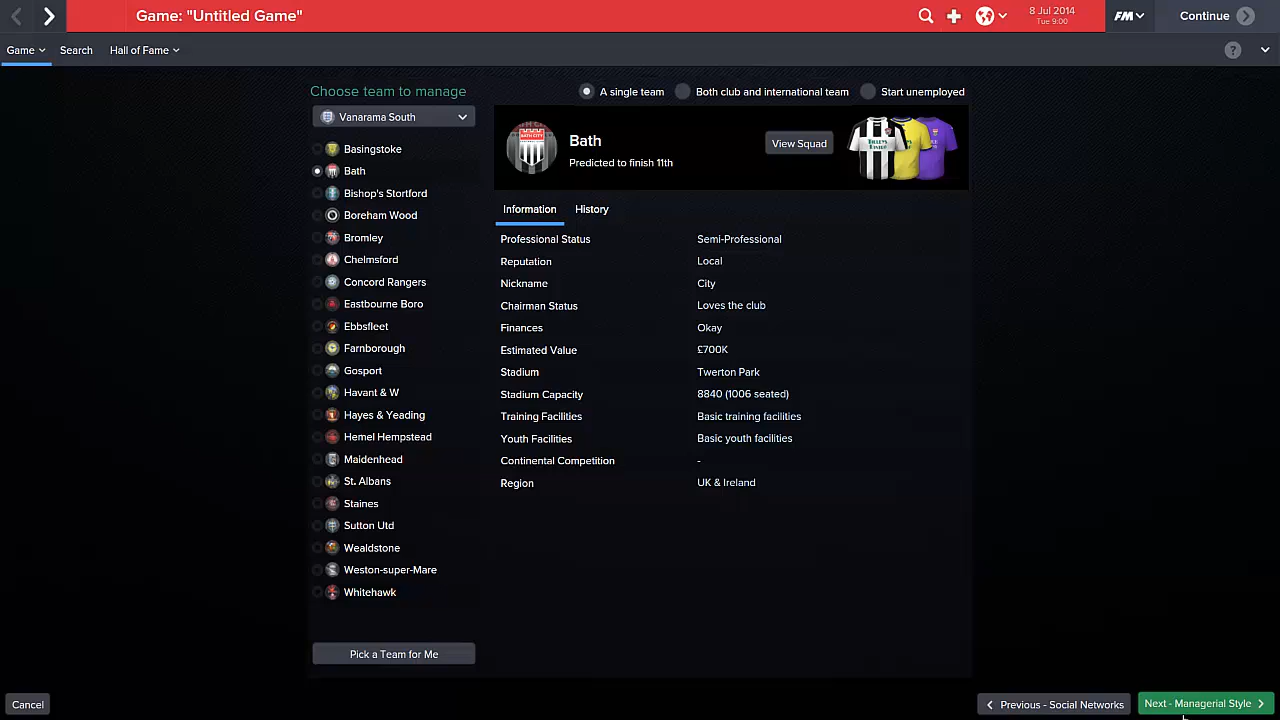 Game: "Untitled Game"
8 Jul 2014
Tue 9:00
FM
Continue
Game
Search
Hall of Fame
?
Choose team to manage
A single team
Both club and international team
Start unemployed
Vanarama South
Basingstoke
Bath
Bishop's Stortford
Boreham Wood
Bromley
Chelmsford
Concord Rangers
Eastbourne Boro
Ebbsfleet
Farnborough
Gosport
Havant & W
Hayes & Yeading
Hemel Hempstead
Maidenhead
St. Albans
Staines
Sutton Utd
Wealdstone
Weston-super-Mare
Whitehawk
Pick a Team for Me
BATH CITY
Bath
Predicted to finish 11th
View Squad
Information
History
Professional Status Semi-Professional
Reputation Local
Nickname City
Chairman Status Loves the club
Finances Okay
Estimated Value £700K
Stadium Twerton Park
Stadium Capacity 8840 (1006 seated)
Training Facilities Basic training facilities
Youth Facilities Basic youth facilities
Continental Competition -
Region UK & Ireland
Cancel
Previous - Social Networks
Next - Managerial Style